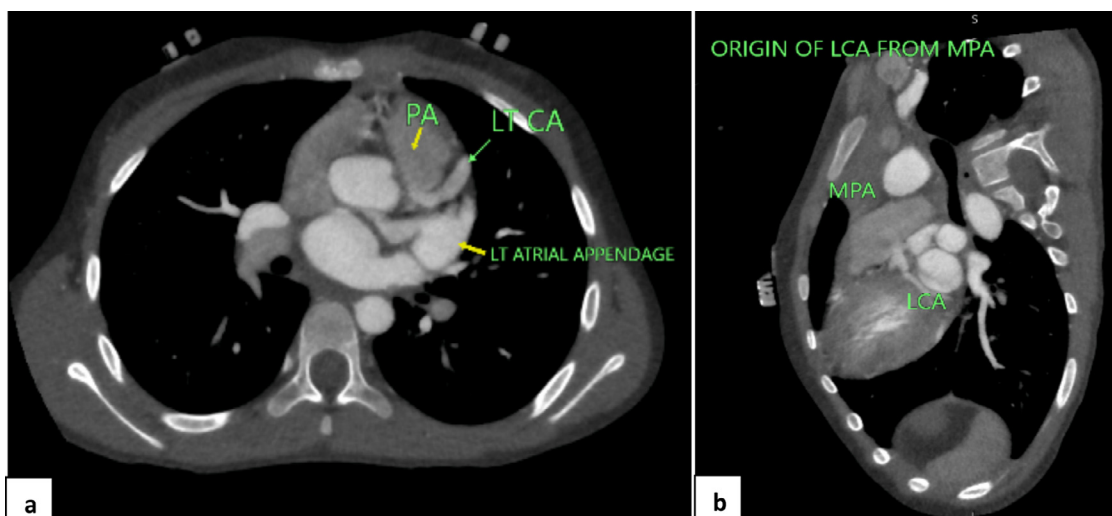 PA
LT CA
LT ATRIAL APPENDAGE
a
S
ORIGIN OF LCA FROM MPA
MPA
LCA
b